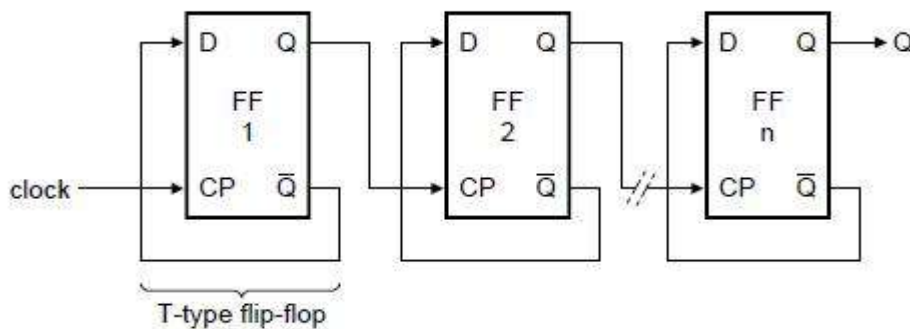 D Q D Q D Q Q
FF FF FF
1 2 n
clock CP Q̅ CP Q̅ CP Q̅
T-type flip-flop